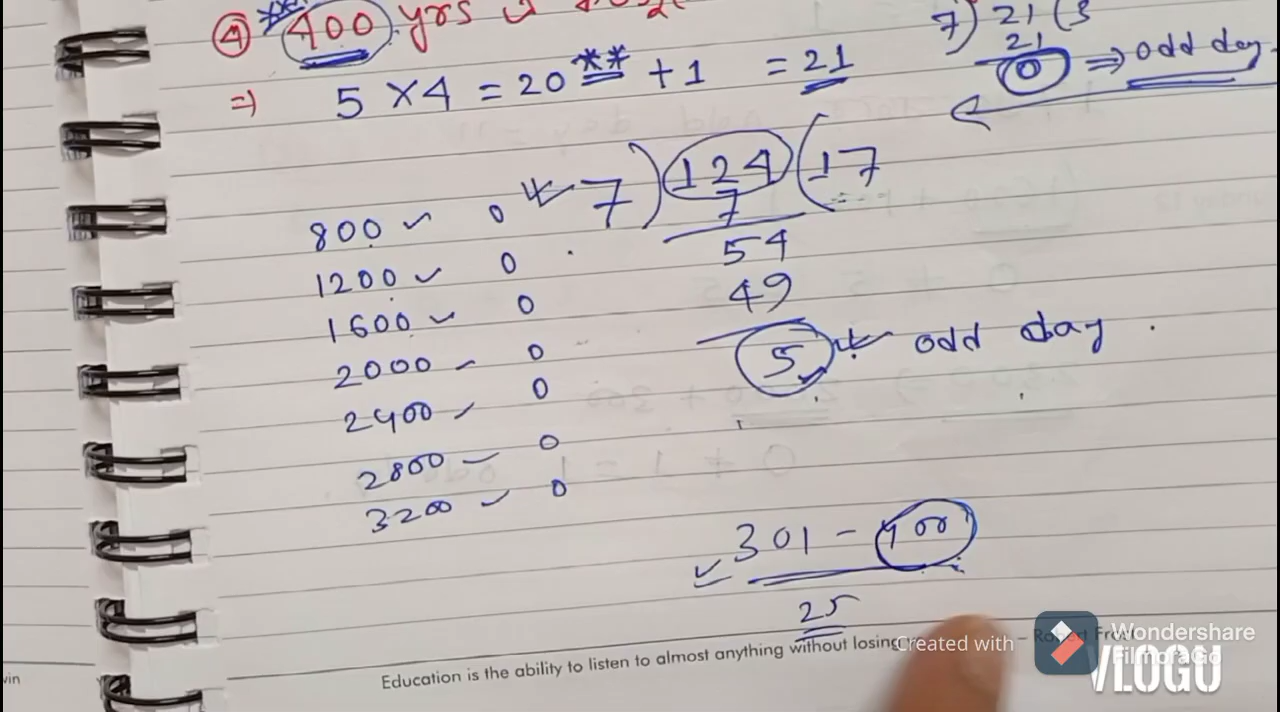 ④ ** 400 yrs
=> 5 × 4 = 20** + 1 = 21
7) 21 (3
21
0 => odd day
7) 124 (17
7
54
49
5 odd day.
800 ✓ 0
1200 ✓ 0
1600 ✓ 0
2000 – 0
2400 ✓ 0
2800 – 0
3200 ✓ 0
✓ 301 – 400
25
Education is the ability to listen to almost anything without losing
Created with
Wondershare
FilmoraGo
VLOGU